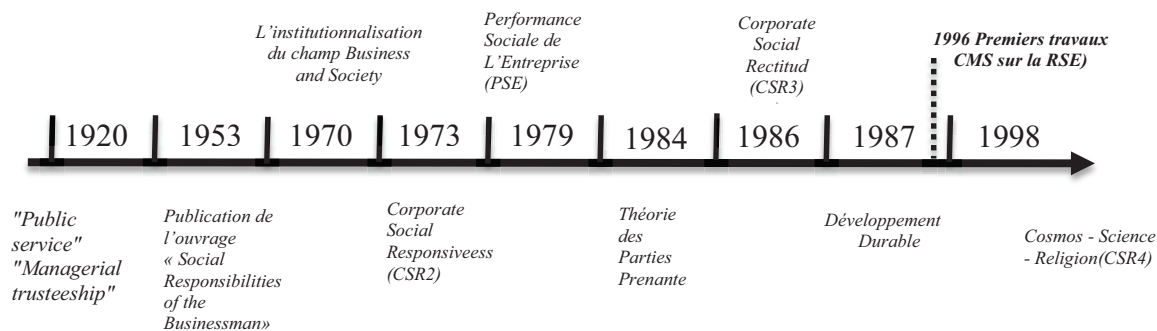 L'institutionnalisation
du champ Business
and Society
Performance
Sociale de
L'Entreprise
(PSE)
Corporate
Social
Rectitud
(CSR3)
1996 Premiers travaux
CMS sur la RSE)
1920 1953 1970 1973 1979 1984 1986 1987 1998
"Public
service"
"Managerial
trusteeship"
Publication de
l'ouvrage
« Social
Responsibilities
of the
Businessman»
Corporate
Social
Responsiveess
(CSR2)
Théorie
des
Parties
Prenante
Développement
Durable
Cosmos - Science
- Religion(CSR4)